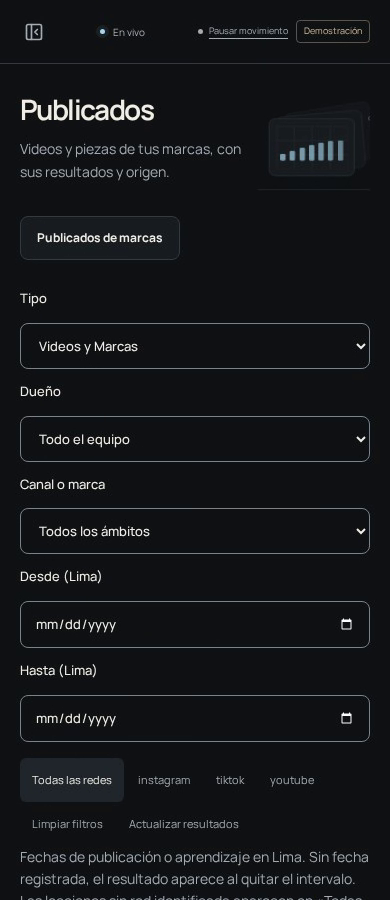 En vivo
Pausar movimiento
Demostración
Publicados
Videos y piezas de tus marcas, con
sus resultados y origen.
Publicados de marcas
Tipo
Videos y Marcas
Dueño
Todo el equipo
Canal o marca
Todos los ámbitos
Desde (Lima)
mm/dd/yyyy
Hasta (Lima)
mm/dd/yyyy
Todas las redes
instagram
tiktok
youtube
Limpiar filtros
Actualizar resultados
Fechas de publicación o aprendizaje en Lima. Sin fecha
registrada, el resultado aparece al quitar el intervalo.